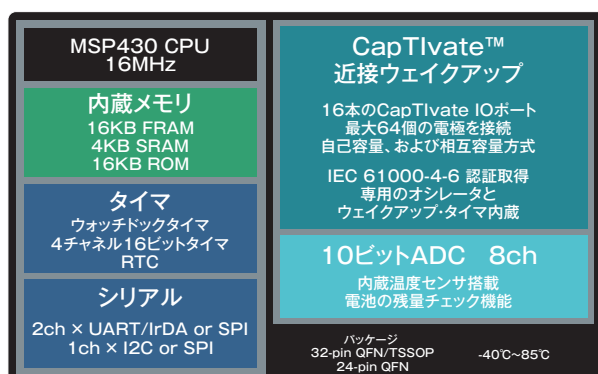 MSP430 CPU
16MHz
内蔵メモリ
16KB FRAM
4KB SRAM
16KB ROM
タイマ
ウォッチドックタイマ
4チャネル16ビットタイマ
RTC
シリアル
2ch × UART/IrDA or SPI
1ch × I2C or SPI
CapTIvate™
近接ウェイクアップ
16本のCapTIvate IOポート
最大64個の電極を接続
自己容量、および相互容量方式
IEC 61000-4-6 認証取得
専用のオシレータと
ウェイクアップ・タイマ内蔵
10ビットADC 8ch
内蔵温度センサ搭載
電池の残量チェック機能
パッケージ
32-pin QFN/TSSOP
24-pin QFN
-40℃~85℃